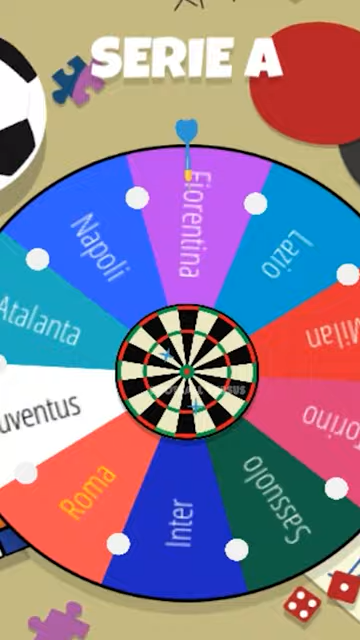 SERIE A
Fiorentina
Lazio
Milan
Torino
Sassuolo
Inter
Roma
uventus
Atalanta
Napoli